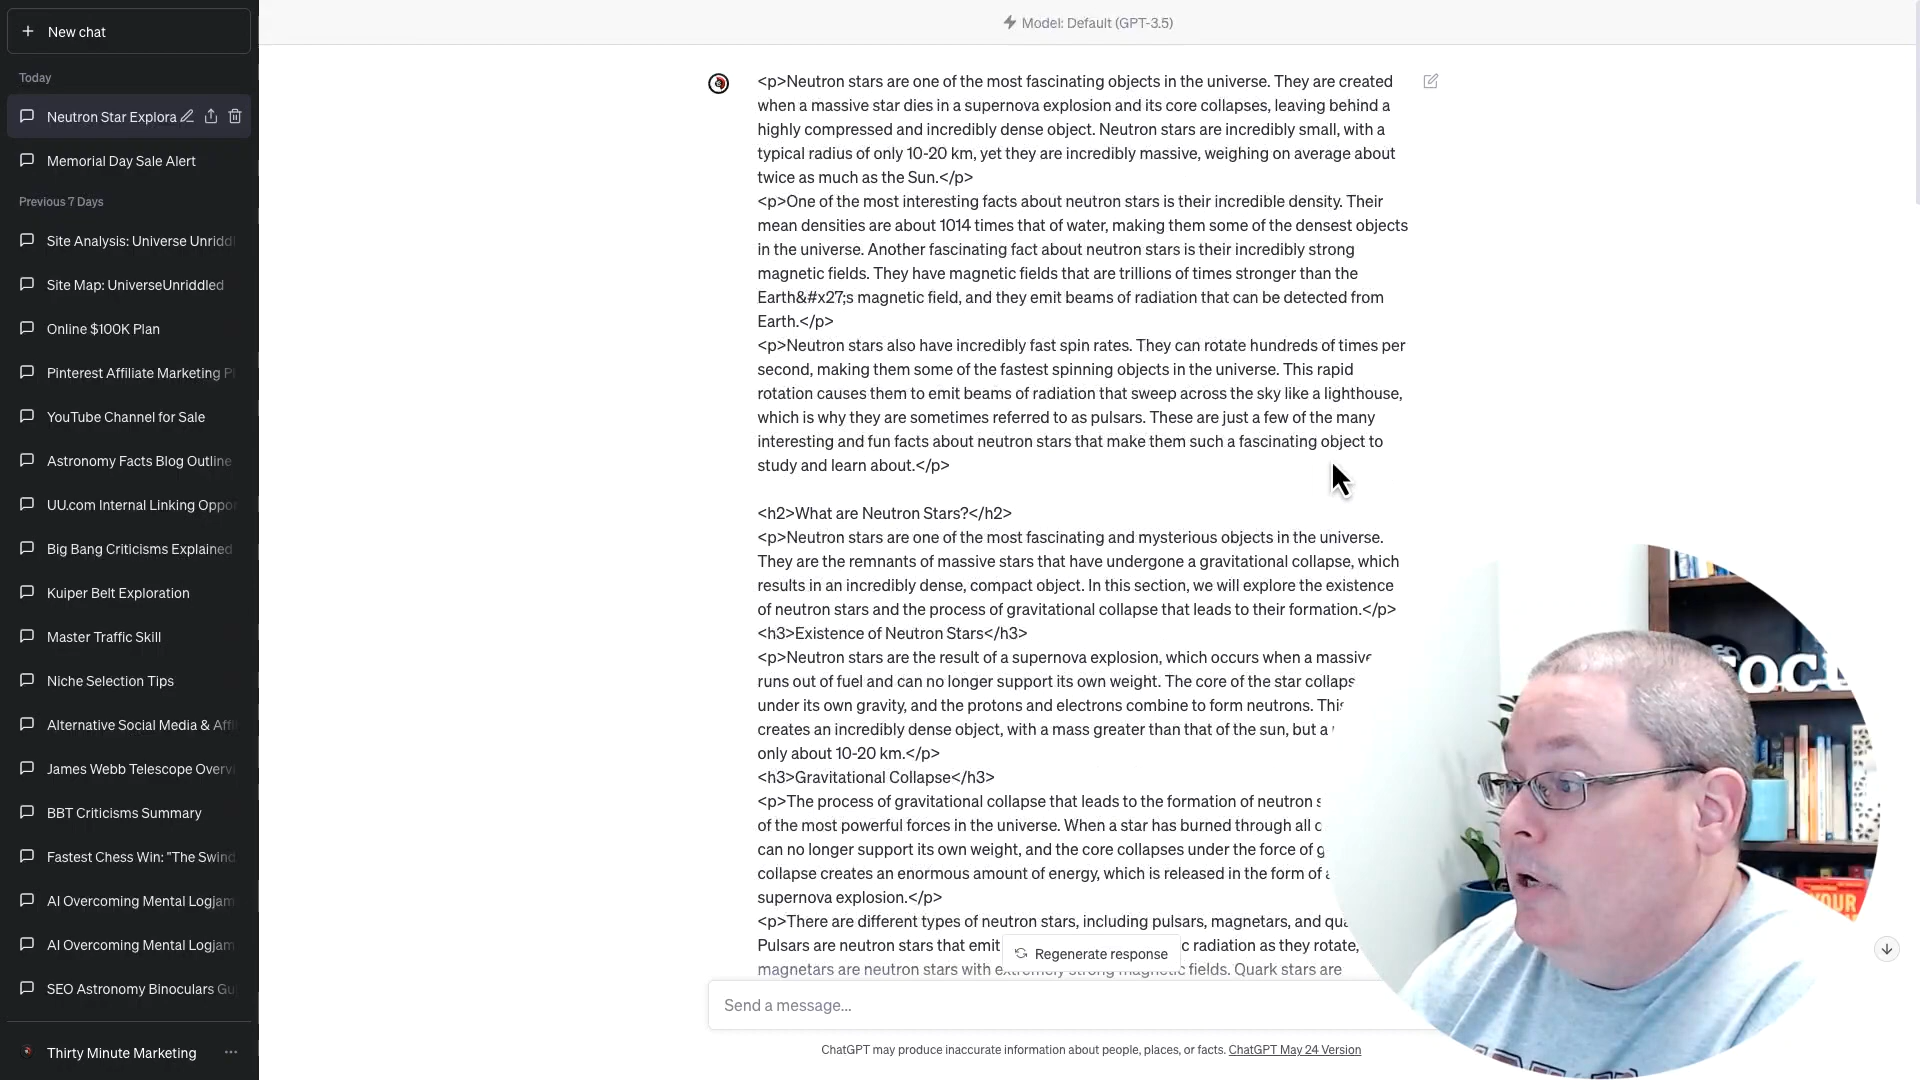 New chat
Model: Default (GPT-3.5)
Today
Neutron Star Explora
Memorial Day Sale Alert
Previous 7 Days
Site Analysis: Universe Unriddl
Site Map: UniverseUnriddled
Online $100K Plan
Pinterest Affiliate Marketing Pl
YouTube Channel for Sale
Astronomy Facts Blog Outline
UU.com Internal Linking Oppor
Big Bang Criticisms Explained
Kuiper Belt Exploration
Master Traffic Skill
Niche Selection Tips
Alternative Social Media & Affi
James Webb Telescope Overvi
BBT Criticisms Summary
Fastest Chess Win: "The Swind
AI Overcoming Mental Logjam
AI Overcoming Mental Logjam
SEO Astronomy Binoculars Gu
Thirty Minute Marketing
<p>Neutron stars are one of the most fascinating objects in the universe. They are created
when a massive star dies in a supernova explosion and its core collapses, leaving behind a
highly compressed and incredibly dense object. Neutron stars are incredibly small, with a
typical radius of only 10-20 km, yet they are incredibly massive, weighing on average about
twice as much as the Sun.</p>
<p>One of the most interesting facts about neutron stars is their incredible density. Their
mean densities are about 1014 times that of water, making them some of the densest objects
in the universe. Another fascinating fact about neutron stars is their incredibly strong
magnetic fields. They have magnetic fields that are trillions of times stronger than the
Earth&#x27;s magnetic field, and they emit beams of radiation that can be detected from
Earth.</p>
<p>Neutron stars also have incredibly fast spin rates. They can rotate hundreds of times per
second, making them some of the fastest spinning objects in the universe. This rapid
rotation causes them to emit beams of radiation that sweep across the sky like a lighthouse,
which is why they are sometimes referred to as pulsars. These are just a few of the many
interesting and fun facts about neutron stars that make them such a fascinating object to
study and learn about.</p>
<h2>What are Neutron Stars?</h2>
<p>Neutron stars are one of the most fascinating and mysterious objects in the universe.
They are the remnants of massive stars that have undergone a gravitational collapse, which
results in an incredibly dense, compact object. In this section, we will explore the existence
of neutron stars and the process of gravitational collapse that leads to their formation.</p>
<h3>Existence of Neutron Stars</h3>
<p>Neutron stars are the result of a supernova explosion, which occurs when a massive
runs out of fuel and can no longer support its own weight. The core of the star collaps
under its own gravity, and the protons and electrons combine to form neutrons. This
creates an incredibly dense object, with a mass greater than that of the sun, but a
only about 10-20 km.</p>
<h3>Gravitational Collapse</h3>
<p>The process of gravitational collapse that leads to the formation of neutron s
of the most powerful forces in the universe. When a star has burned through all
can no longer support its own weight, and the core collapses under the force of g
collapse creates an enormous amount of energy, which is released in the form of a
supernova explosion.</p>
<p>There are different types of neutron stars, including pulsars, magnetars, and qua
Pulsars are neutron stars that emit c radiation as they rotate,
magnetars are neutron stars with extremely strong magnetic fields. Quark stars are
Regenerate response
Send a message...
ChatGPT may produce inaccurate information about people, places, or facts. ChatGPT May 24 Version
OCI
YOUR